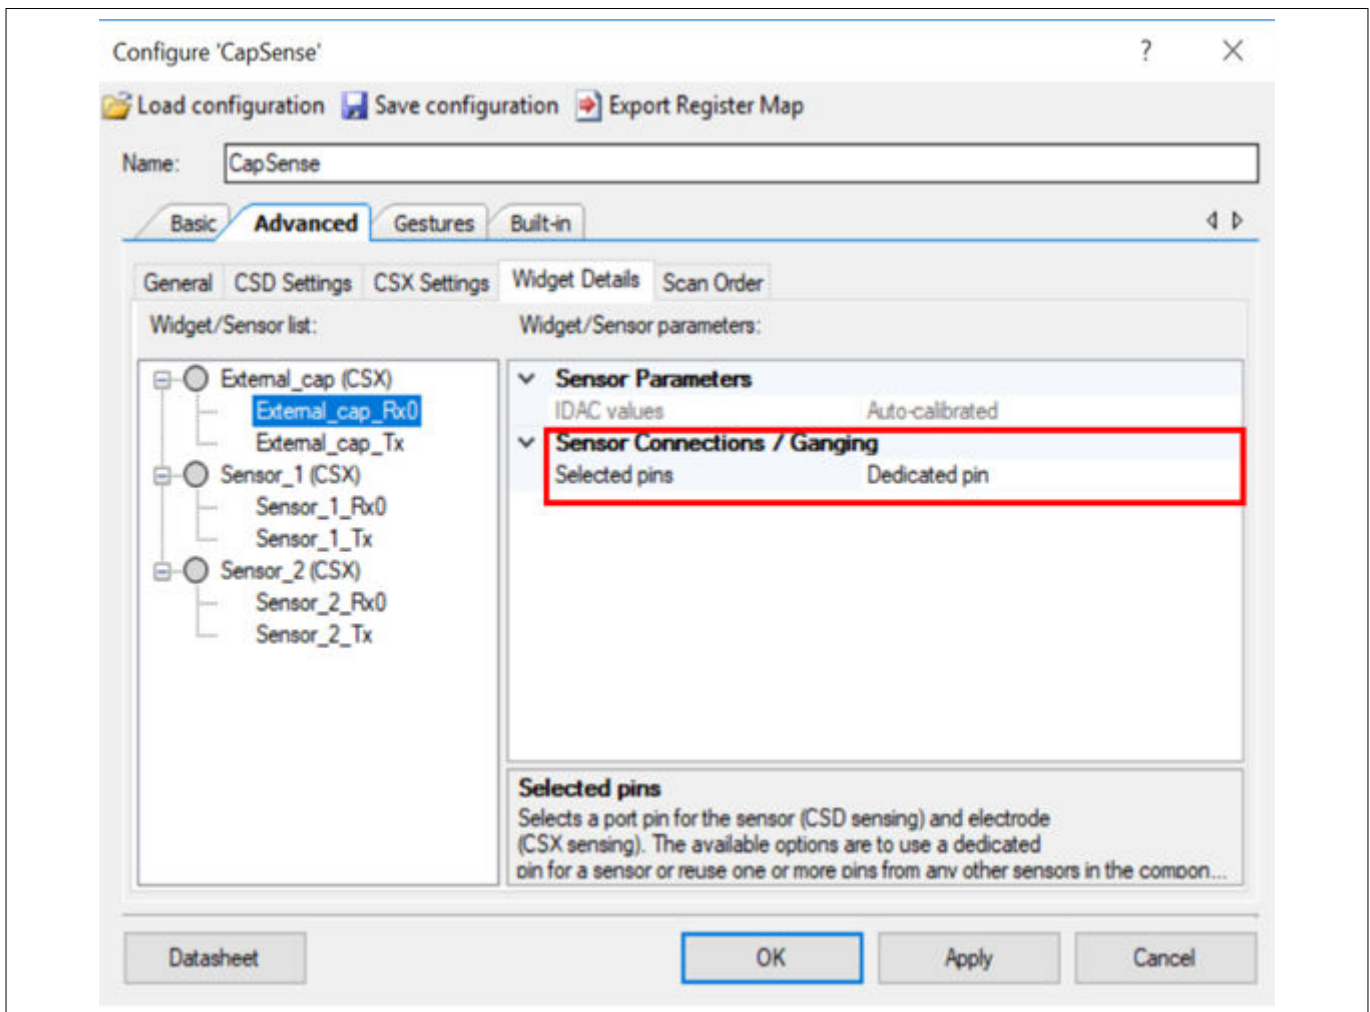 Configure 'CapSense'
?
Load configuration Save configuration Export Register Map
Name: CapSense
Basic Advanced Gestures Built-in
General CSD Settings CSX Settings Widget Details Scan Order
Widget/Sensor list: Widget/Sensor parameters:
External_cap (CSX)
External_cap_Rx0
External_cap_Tx
Sensor_1 (CSX)
Sensor_1_Rx0
Sensor_1_Tx
Sensor_2 (CSX)
Sensor_2_Rx0
Sensor_2_Tx
Sensor Parameters
IDAC values Auto-calibrated
Sensor Connections / Ganging
Selected pins Dedicated pin
Selected pins
Selects a port pin for the sensor (CSD sensing) and electrode
(CSX sensing). The available options are to use a dedicated
pin for a sensor or reuse one or more pins from any other sensors in the compon...
Datasheet OK Apply Cancel